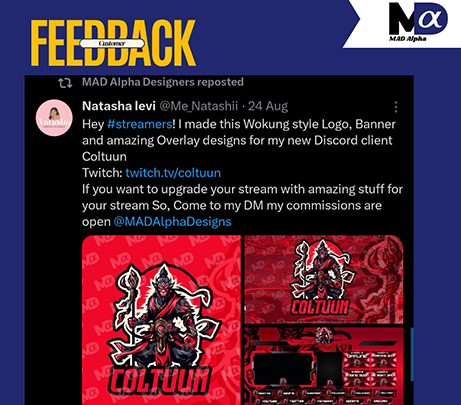 FEEDBACK
Customer
Mα
MAD Alpha
MAD Alpha Designers reposted
Natasha levi @Me_Natashii · 24 Aug
Hey #streamers! I made this Wokung style Logo, Banner
and amazing Overlay designs for my new Discord client
Coltuun
Twitch: twitch.tv/coltuun
If you want to upgrade your stream with amazing stuff for
your stream So, Come to my DM my commissions are
open @MADAlphaDesigns
COLTUUN
COLTUUN